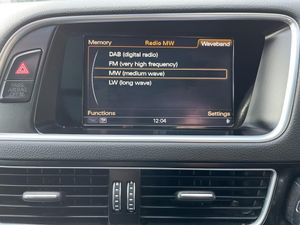 Memory Radio MW Waveband
DAB (digital radio)
FM (very high frequency)
MW (medium wave)
LW (long wave)
Functions Settings
TP 12:04